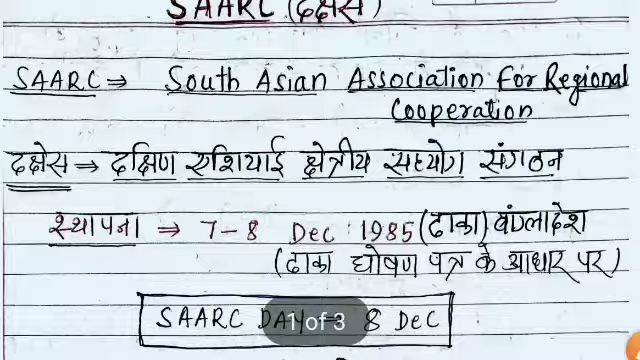 SAARC (दक्षेस)
SAARC ⇒ South Asian Association For Regional
Cooperation
दक्षेस ⇒ दक्षिण एशियाई क्षेत्रीय सहयोग संगठन
स्थापना ⇒ 7-8 Dec 1985 (ढाका) बंग्लादेश
(ढाका घोषण पत्र के आधार पर)
SAARC DAY ⇒ 8 Dec
1 of 3